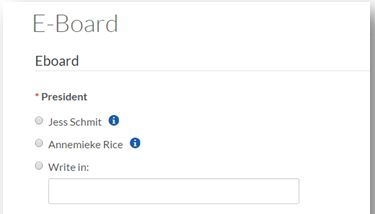 E-Board
Eboard
* President
Jess Schmit
Annemieke Rice
Write in: